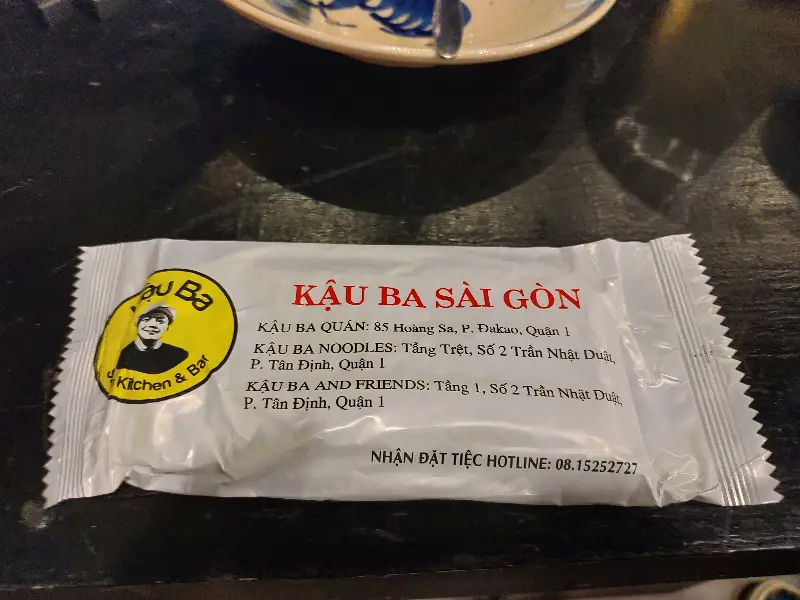 Kậu Ba
Kitchen & Bar
KẬU BA SÀI GÒN
KẬU BA QUÁN: 85 Hoàng Sa, P. Đakao, Quận 1
KẬU BA NOODLES: Tầng Trệt, Số 2 Trần Nhật Duật,
P. Tân Định, Quận 1
KẬU BA AND FRIENDS: Tầng 1, Số 2 Trần Nhật Duật,
P. Tân Định, Quận 1
NHẬN ĐẶT TIỆC HOTLINE: 08.15252727